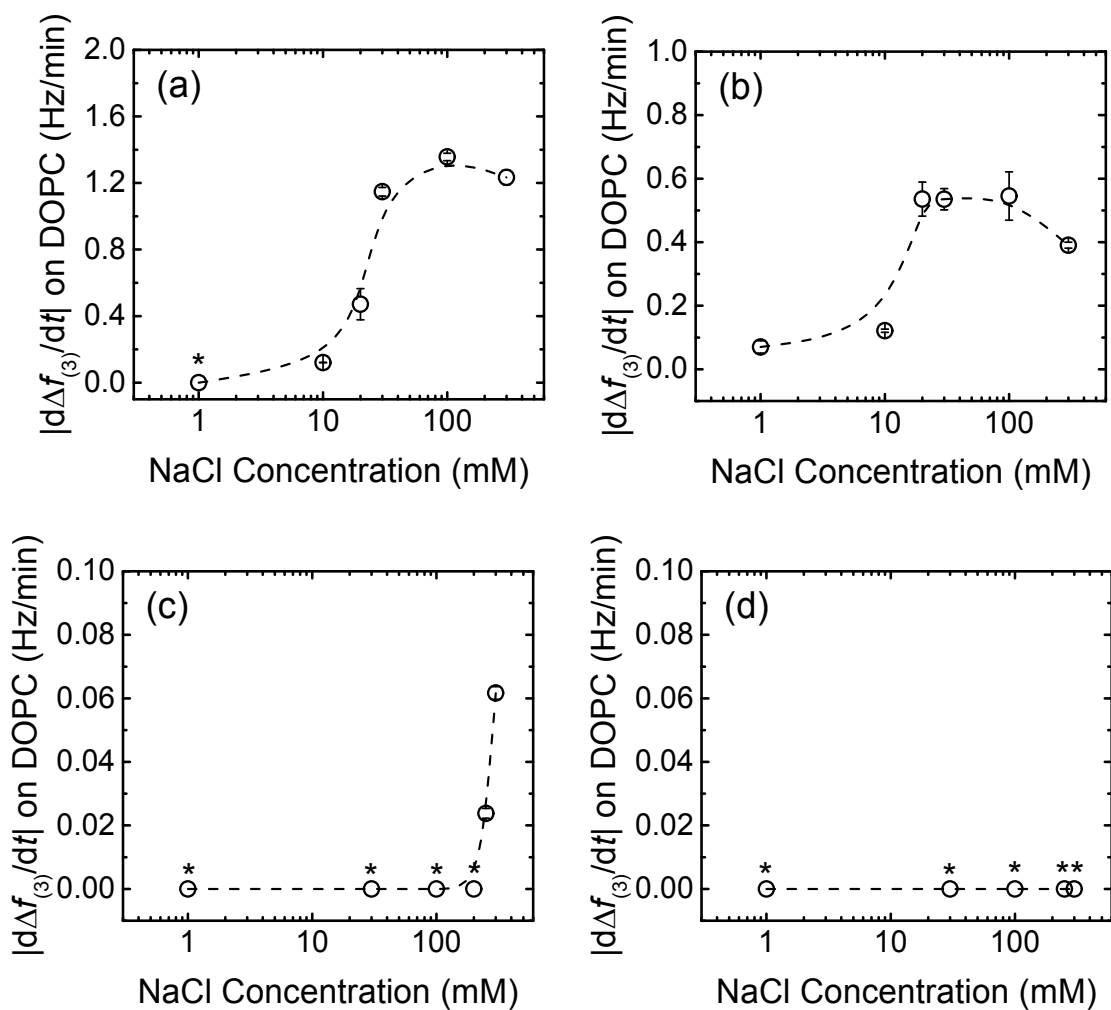 (a)
|dΔf(3)/dt| on DOPC (Hz/min)
2.0
1.6
1.2
0.8
0.4
0.0
*
1 10 100
NaCl Concentration (mM)
(b)
|dΔf(3)/dt| on DOPC (Hz/min)
1.0
0.8
0.6
0.4
0.2
0.0
1 10 100
NaCl Concentration (mM)
(c)
|dΔf(3)/dt| on DOPC (Hz/min)
0.10
0.08
0.06
0.04
0.02
0.00
* * * *
1 10 100
NaCl Concentration (mM)
(d)
|dΔf(3)/dt| on DOPC (Hz/min)
0.10
0.08
0.06
0.04
0.02
0.00
* * * * *
1 10 100
NaCl Concentration (mM)